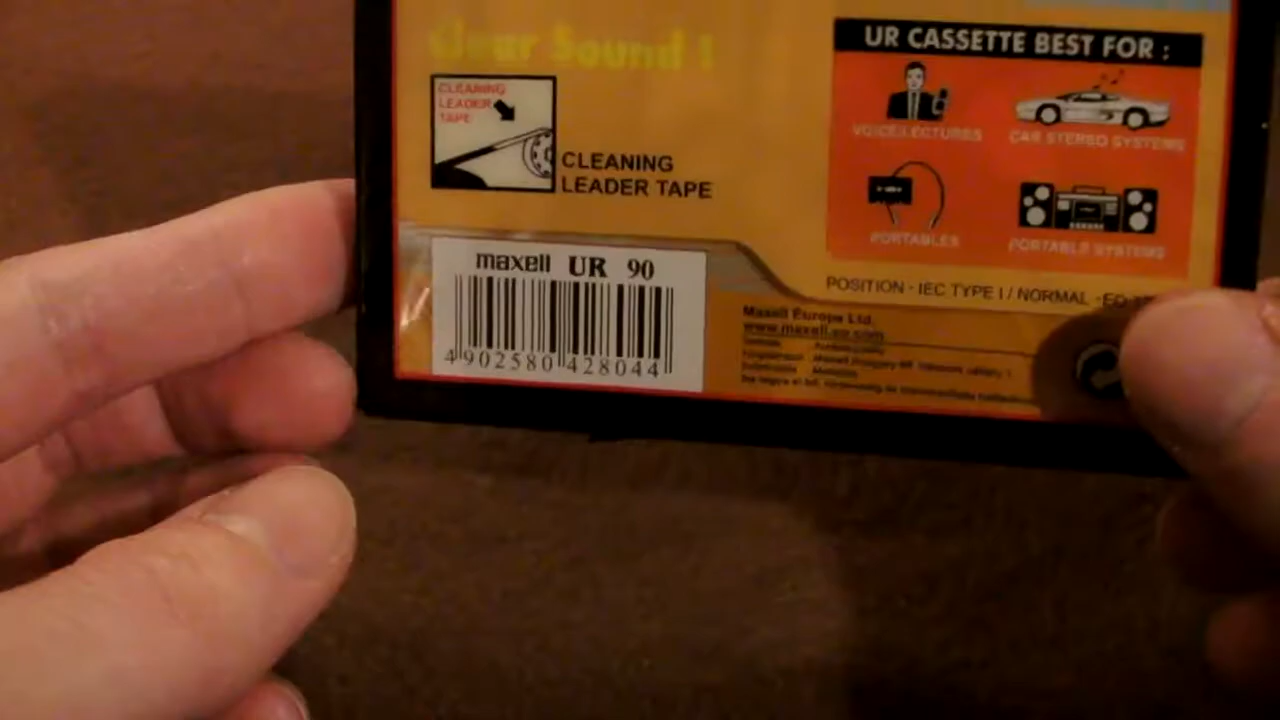 Clear Sound !
CLEANING
LEADER
TAPE
CLEANING
LEADER TAPE
UR CASSETTE BEST FOR :
VOICE/LECTURES
CAR STEREO SYSTEMS
PORTABLES
PORTABLE SYSTEMS
POSITION · IEC TYPE I / NORMAL · EQ
maxell UR 90
4 902580 428044
Maxell Europe Ltd.
www.maxell.eu.com